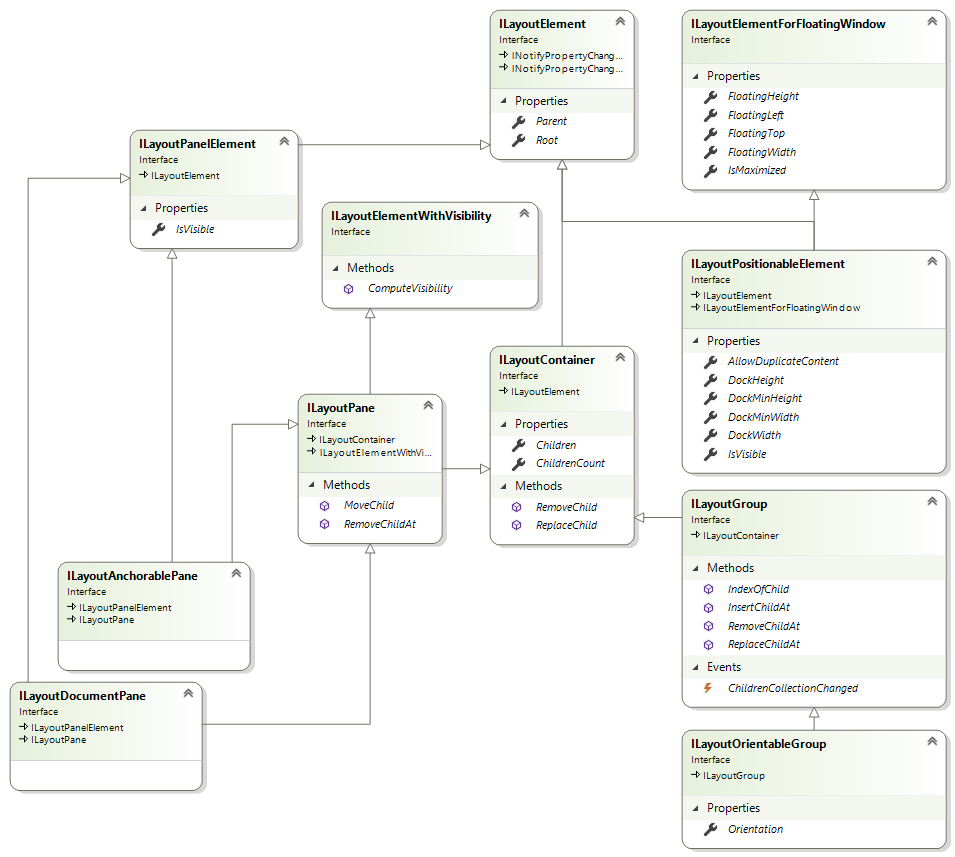 ILayoutElement
Interface
INotifyPropertyChang...
INotifyPropertyChang...
Properties
Parent
Root
ILayoutElementForFloatingWindow
Interface
Properties
FloatingHeight
FloatingLeft
FloatingTop
FloatingWidth
IsMaximized
ILayoutPanelElement
Interface
ILayoutElement
Properties
IsVisible
ILayoutElementWithVisibility
Interface
Methods
ComputeVisibility
ILayoutPositionableElement
Interface
ILayoutElement
ILayoutElementForFloatingWindow
Properties
AllowDuplicateContent
DockHeight
DockMinHeight
DockMinWidth
DockWidth
IsVisible
ILayoutContainer
Interface
ILayoutElement
Properties
Children
ChildrenCount
Methods
RemoveChild
ReplaceChild
ILayoutPane
Interface
ILayoutContainer
ILayoutElementWithVi...
Methods
MoveChild
RemoveChildAt
ILayoutGroup
Interface
ILayoutContainer
Methods
IndexOfChild
InsertChildAt
RemoveChildAt
ReplaceChildAt
Events
ChildrenCollectionChanged
ILayoutAnchorablePane
Interface
ILayoutPanelElement
ILayoutPane
ILayoutDocumentPane
Interface
ILayoutPanelElement
ILayoutPane
ILayoutOrientableGroup
Interface
ILayoutGroup
Properties
Orientation